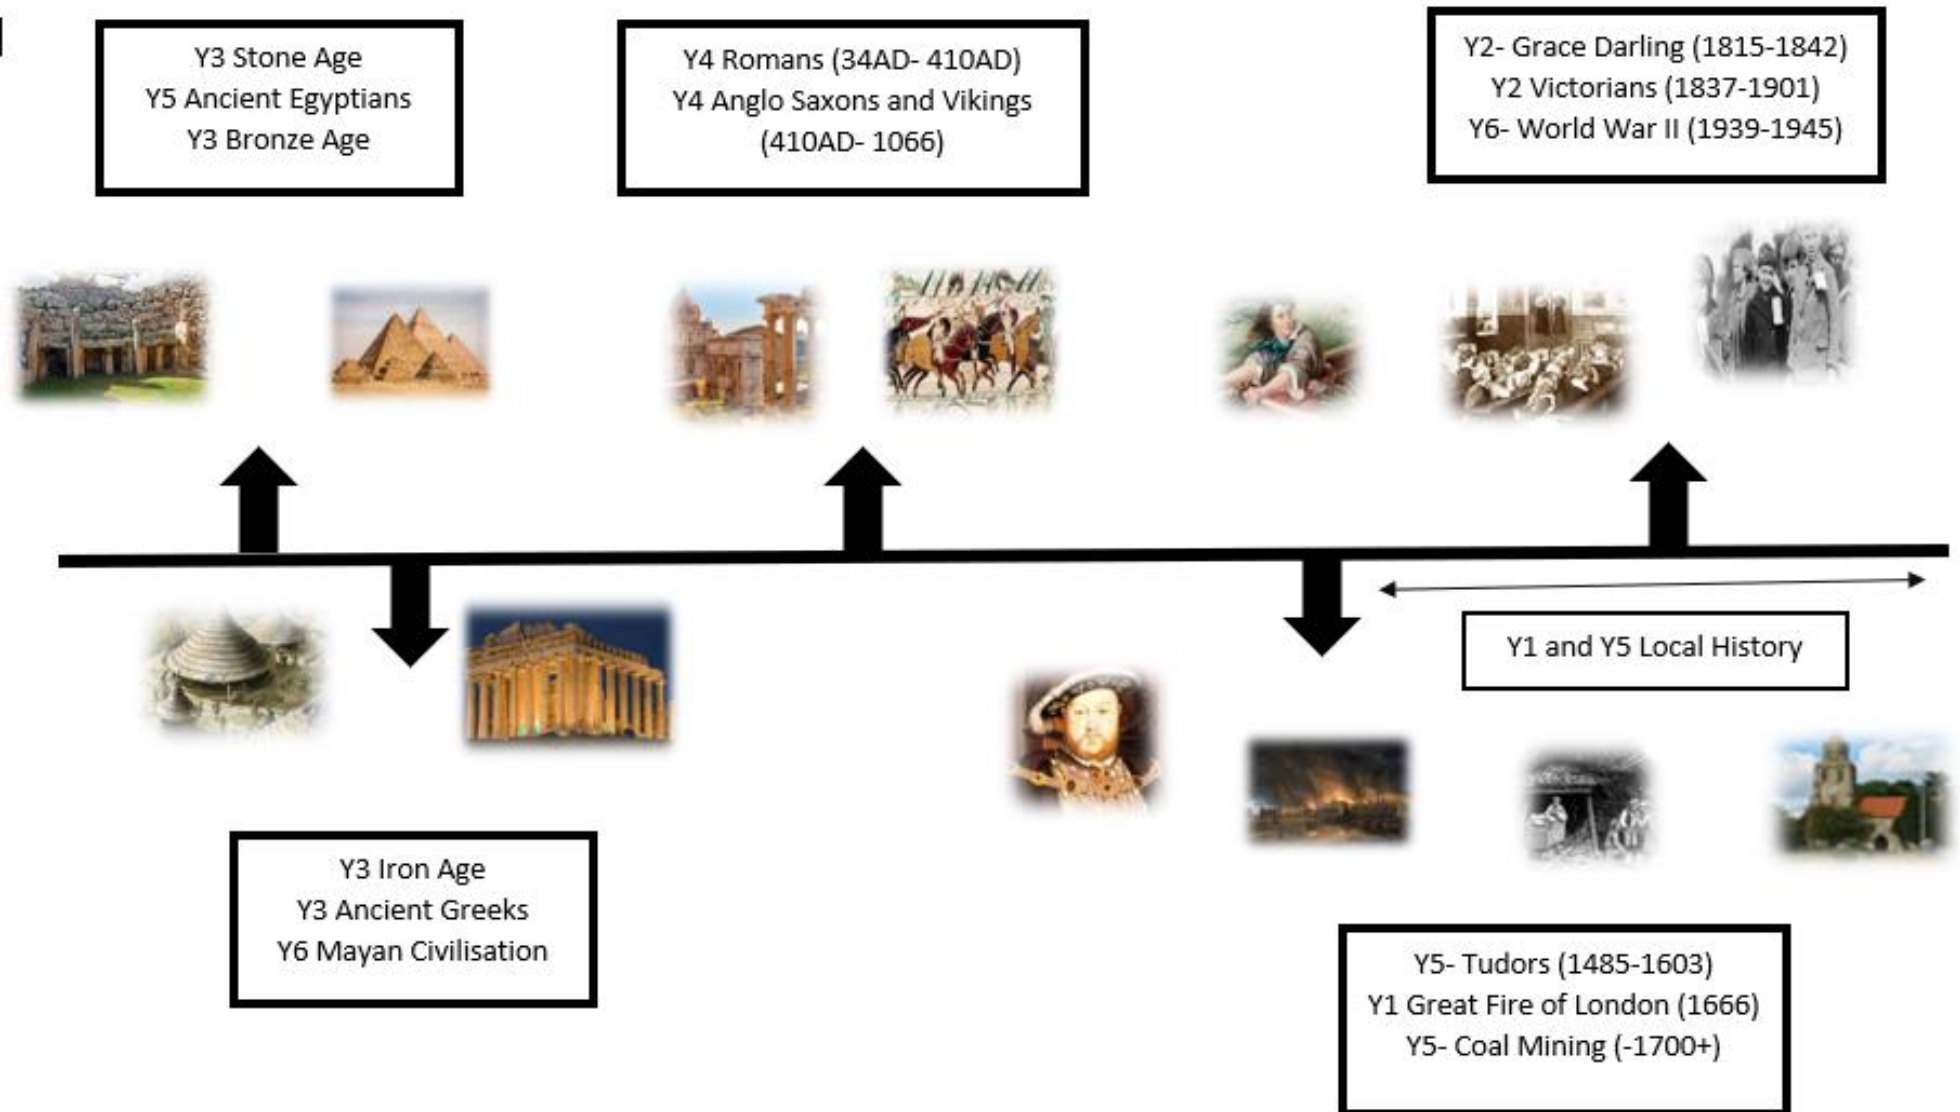 Y3 Stone Age
Y5 Ancient Egyptians
Y3 Bronze Age
Y4 Romans (34AD- 410AD)
Y4 Anglo Saxons and Vikings
(410AD- 1066)
Y2- Grace Darling (1815-1842)
Y2 Victorians (1837-1901)
Y6- World War II (1939-1945)
Y1 and Y5 Local History
Y3 Iron Age
Y3 Ancient Greeks
Y6 Mayan Civilisation
Y5- Tudors (1485-1603)
Y1 Great Fire of London (1666)
Y5- Coal Mining (-1700+)